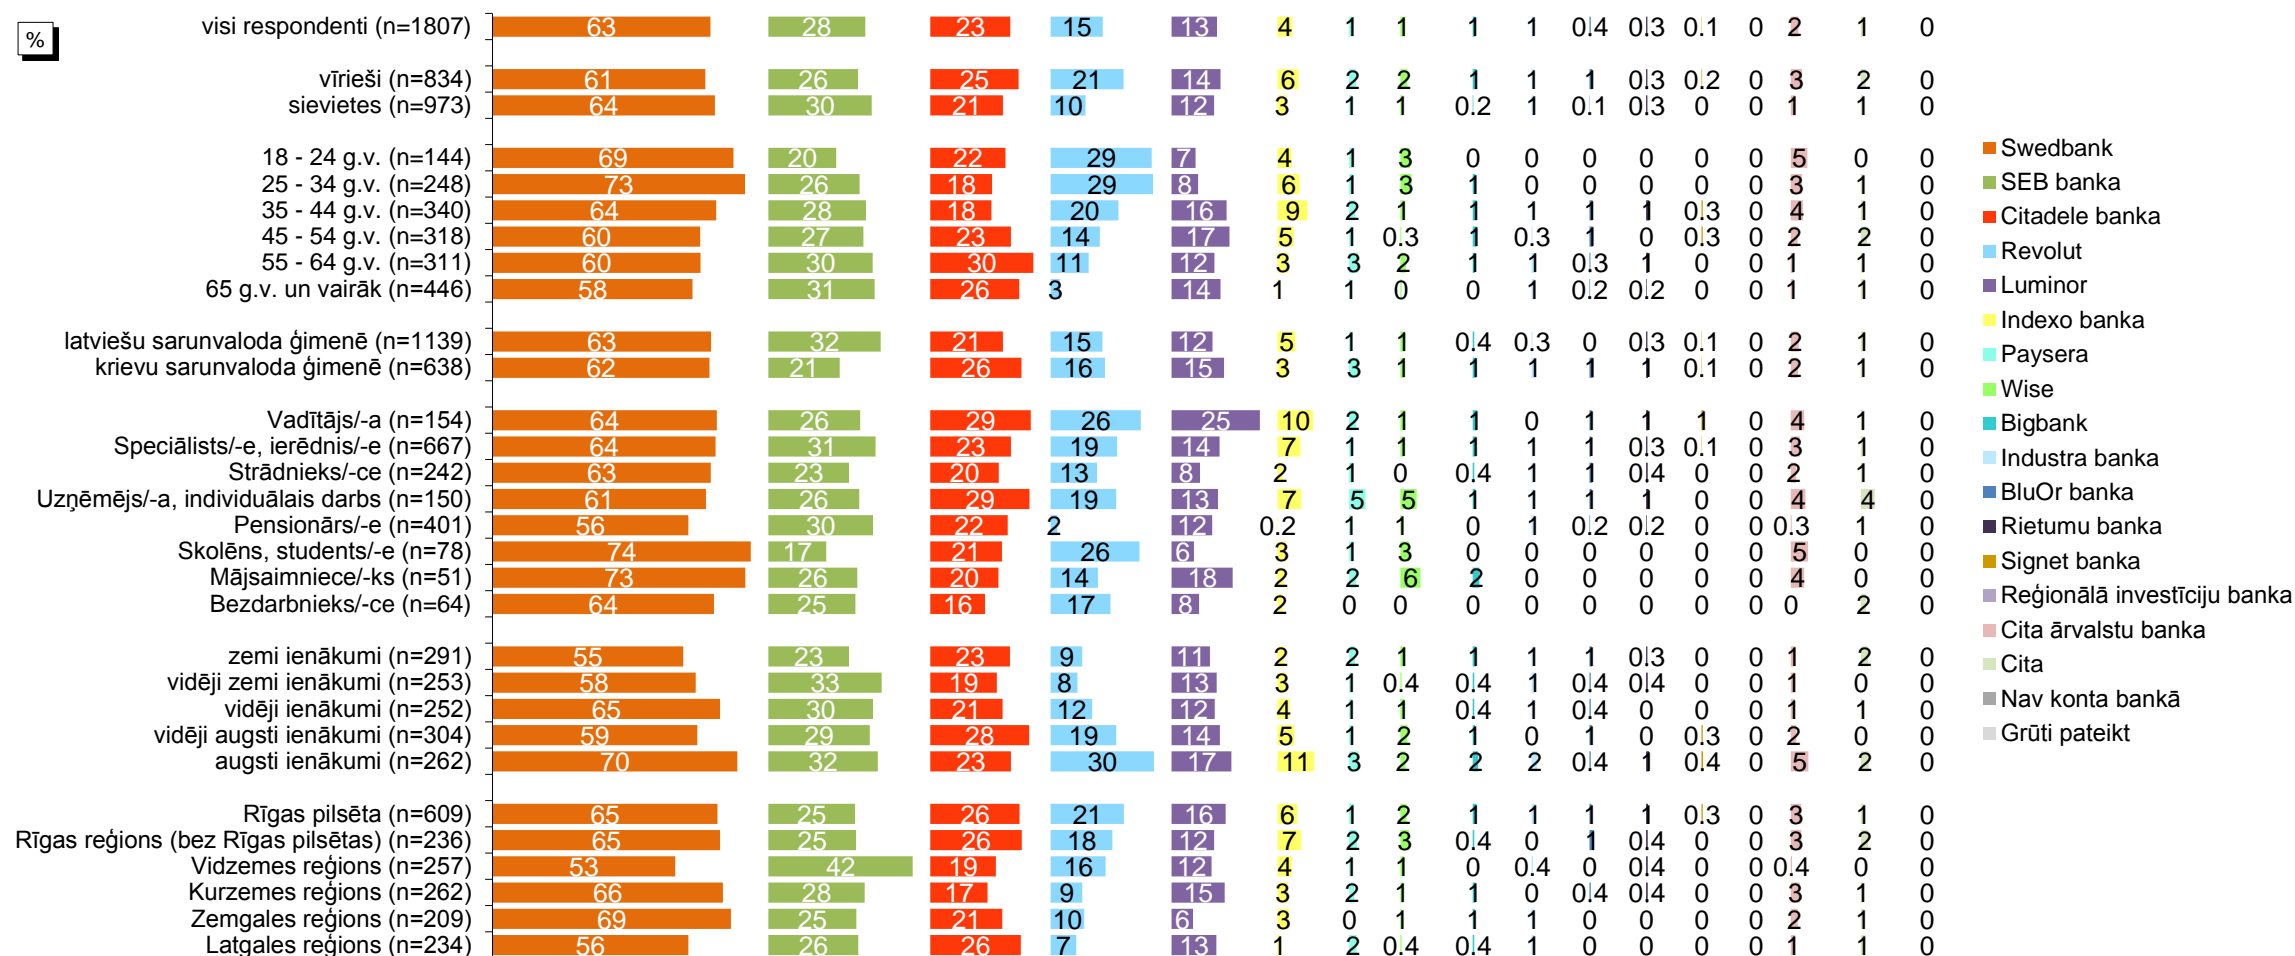 %
visi respondenti (n=1807) 63 28 23 15 13 4 1 1 1 1 0.4 0.3 0.1 0 2 1 0
vīrieši (n=834) 61 26 25 21 14 6 2 2 1 1 1 0.3 0.2 0 3 2 0
sievietes (n=973) 64 30 21 10 12 3 1 1 0.2 1 0.1 0.3 0 0 1 1 0
18 - 24 g.v. (n=144) 69 20 22 29 7 4 1 3 0 0 0 0 0 0 5 0 0
25 - 34 g.v. (n=248) 73 26 18 29 8 6 1 3 1 0 0 0 0 0 3 1 0
35 - 44 g.v. (n=340) 64 28 18 20 16 9 2 1 1 1 1 1 0.3 0 4 1 0
45 - 54 g.v. (n=318) 60 27 23 14 17 5 1 0.3 1 0.3 1 0 0.3 0 2 2 0
55 - 64 g.v. (n=311) 60 30 30 11 12 3 3 2 1 1 0.3 1 0 0 1 1 0
65 g.v. un vairāk (n=446) 58 31 26 3 14 1 1 0 0 1 0.2 0.2 0 0 1 1 0
latviešu sarunvaloda ģimenē (n=1139) 63 32 21 15 12 5 1 1 0.4 0.3 0 0.3 0.1 0 2 1 0
krievu sarunvaloda ģimenē (n=638) 62 21 26 16 15 3 3 1 1 1 1 1 0.1 0 2 1 0
Vadītājs/-a (n=154) 64 26 29 26 25 10 2 1 1 0 1 1 1 0 4 1 0
Speciālists/-e, ierēdnis/-e (n=667) 64 31 23 19 14 7 1 1 1 1 1 0.3 0.1 0 3 1 0
Strādnieks/-ce (n=242) 63 23 20 13 8 2 1 0 0.4 1 1 0.4 0 0 2 1 0
Uzņēmējs/-a, individuālais darbs (n=150) 61 26 29 19 13 7 5 5 1 1 1 1 0 0 4 4 0
Pensionārs/-e (n=401) 56 30 22 2 12 0.2 1 1 0 1 0.2 0.2 0 0 0.3 1 0
Skolēns, students/-e (n=78) 74 17 21 26 6 3 1 3 0 0 0 0 0 0 5 0 0
Mājsaimniece/-ks (n=51) 73 26 20 14 18 2 2 6 2 0 0 0 0 0 4 0 0
Bezdarbnieks/-ce (n=64) 64 25 16 17 8 2 0 0 0 0 0 0 0 0 0 2 0
zemi ienākumi (n=291) 55 23 23 9 11 2 2 1 1 1 1 0.3 0 0 1 2 0
vidēji zemi ienākumi (n=253) 58 33 19 8 13 3 1 0.4 0.4 1 0.4 0.4 0 0 1 0 0
vidēji ienākumi (n=252) 65 30 21 12 12 4 1 1 0.4 1 0.4 0 0 0 1 1 0
vidēji augsti ienākumi (n=304) 59 29 28 19 14 5 1 2 1 0 1 0 0.3 0 2 0 0
augsti ienākumi (n=262) 70 32 23 30 17 11 3 2 2 2 0.4 1 0.4 0 5 2 0
Rīgas pilsēta (n=609) 65 25 26 21 16 6 1 2 1 1 1 1 0.3 0 3 1 0
Rīgas reģions (bez Rīgas pilsētas) (n=236) 65 25 26 18 12 7 2 3 0.4 0 1 0.4 0 0 3 2 0
Vidzemes reģions (n=257) 53 42 19 16 12 4 1 1 0 0.4 0 0.4 0 0 0.4 0 0
Kurzemes reģions (n=262) 66 28 17 9 15 3 2 1 1 0 0.4 0.4 0 0 3 1 0
Zemgales reģions (n=209) 69 25 21 10 6 3 0 1 1 1 0 0 0 0 2 1 0
Latgales reģions (n=234) 56 26 26 7 13 1 2 0.4 0.4 1 0 0 0 0 1 1 0
Swedbank
SEB banka
Citadele banka
Revolut
Luminor
Indexo banka
Paysera
Wise
Bigbank
Industra banka
BluOr banka
Rietumu banka
Signet banka
Reģionālā investīciju banka
Cita ārvalstu banka
Cita
Nav konta bankā
Grūti pateikt